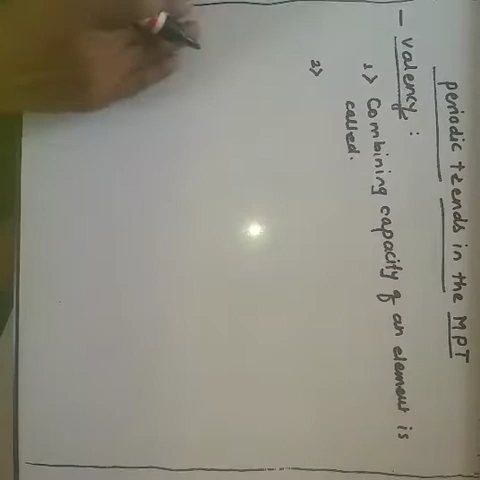 periodic trends in the MPT
- valency :
1> Combining capacity of an element is
called.
2>